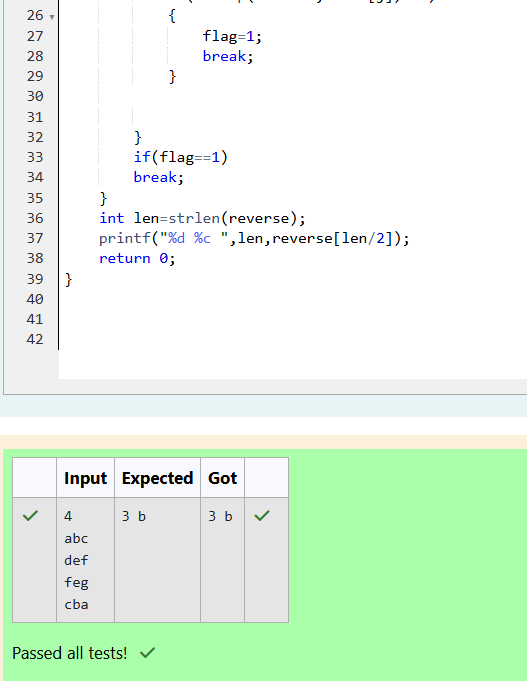 26 {
27 flag=1;
28 break;
29 }
30
31
32 }
33 if(flag==1)
34 break;
35 }
36 int len=strlen(reverse);
37 printf("%d %c ",len,reverse[len/2]);
38 return 0;
39 }
40
41
42
Input Expected Got
4 3 b 3 b
abc
def
feg
cba
Passed all tests!